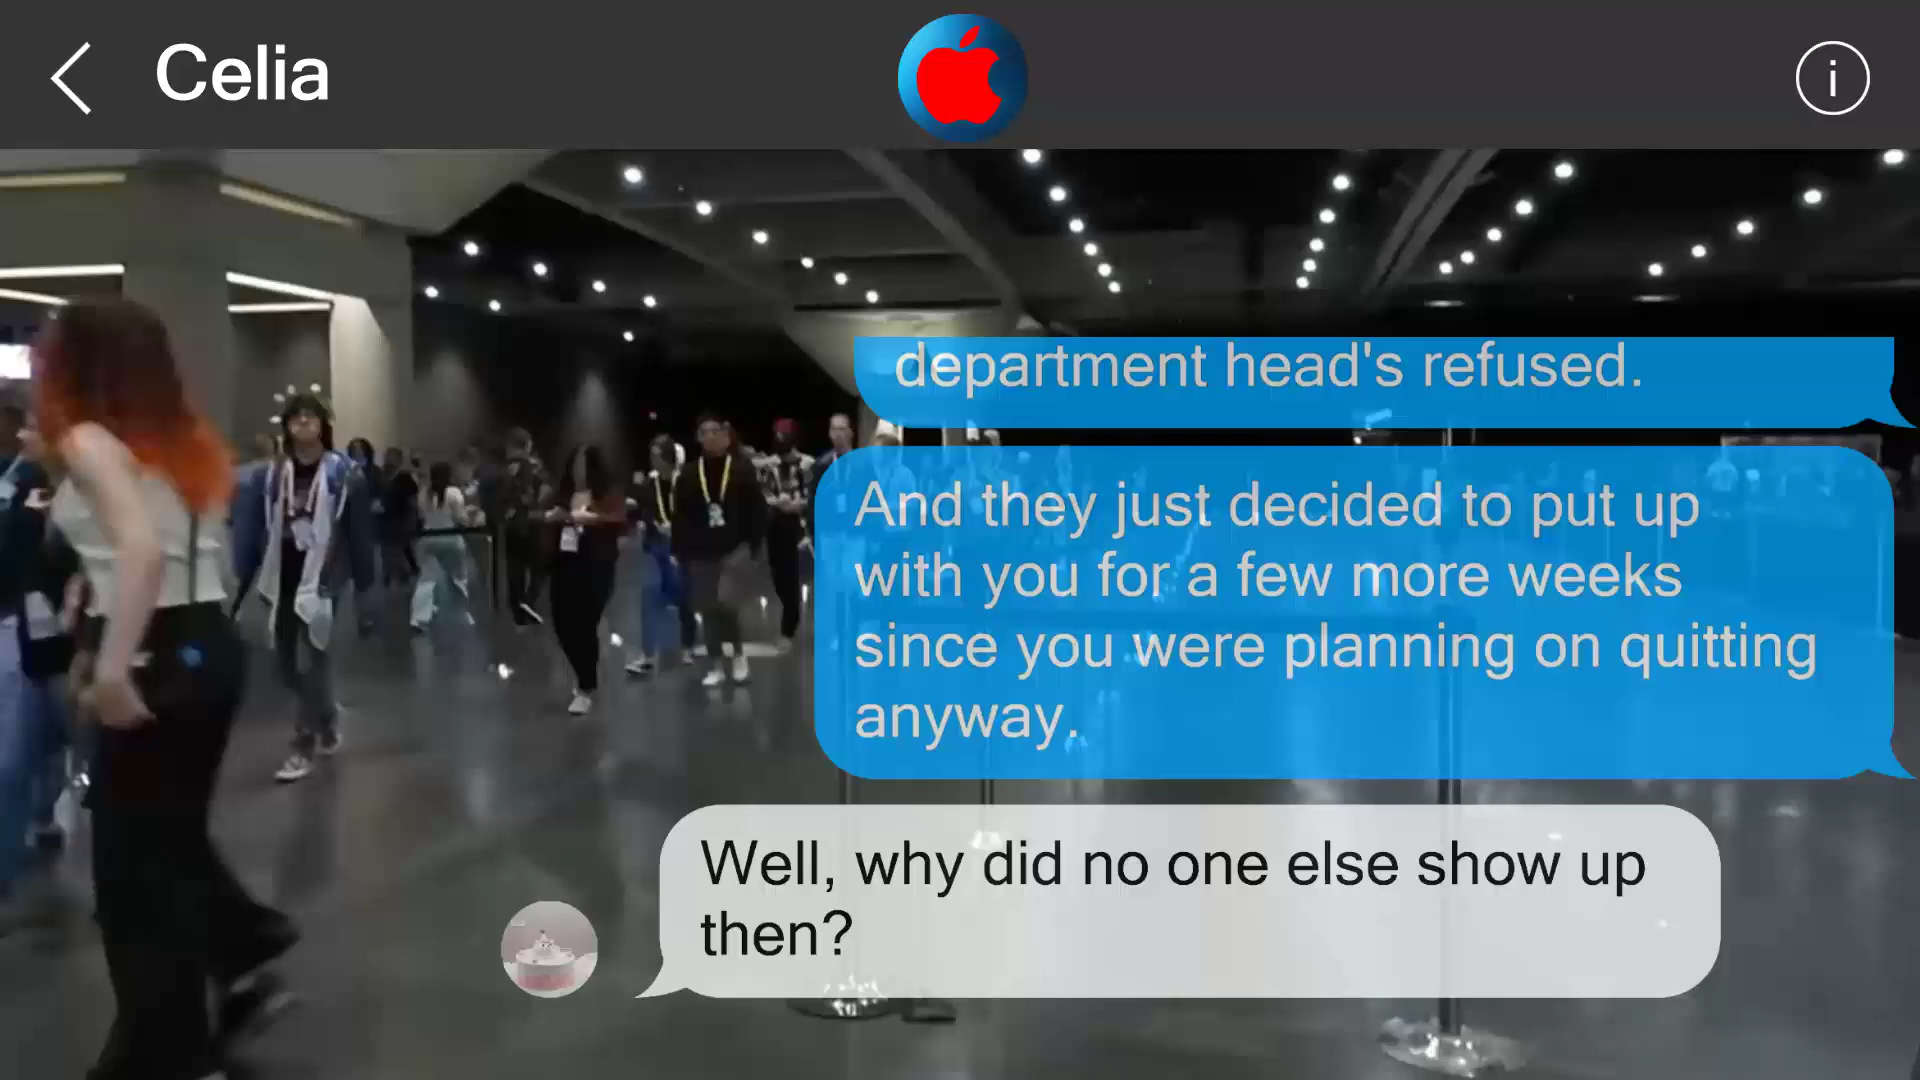 Celia
i
department head's refused.
And they just decided to put up
with you for a few more weeks
since you were planning on quitting
anyway.
Well, why did no one else show up
then?